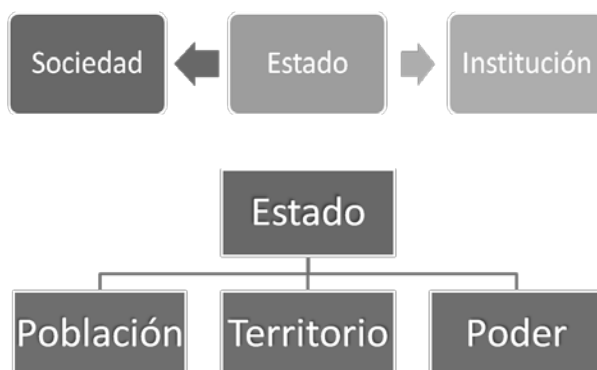 Sociedad Estado Institución
Estado
Población Territorio Poder